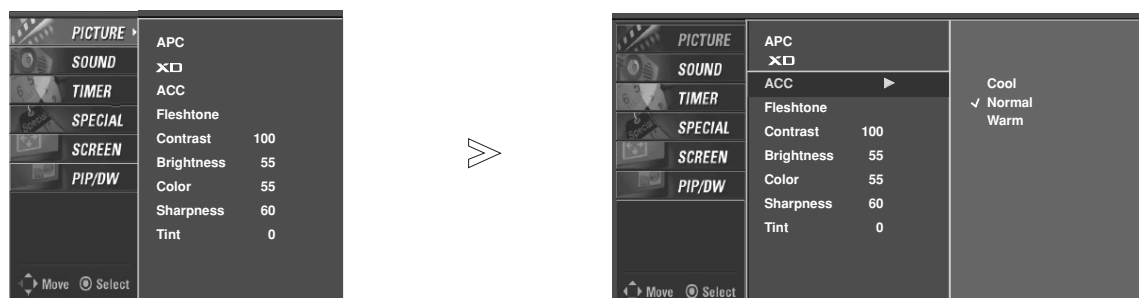 PICTURE
SOUND
TIMER
SPECIAL
SCREEN
PIP/DW
Move Select
APC
XD
ACC
Fleshtone
Contrast 100
Brightness 55
Color 55
Sharpness 60
Tint 0
PICTURE
SOUND
TIMER
SPECIAL
SCREEN
PIP/DW
Move Select
APC
XD
ACC
Fleshtone
Contrast 100
Brightness 55
Color 55
Sharpness 60
Tint 0
Cool
Normal
Warm